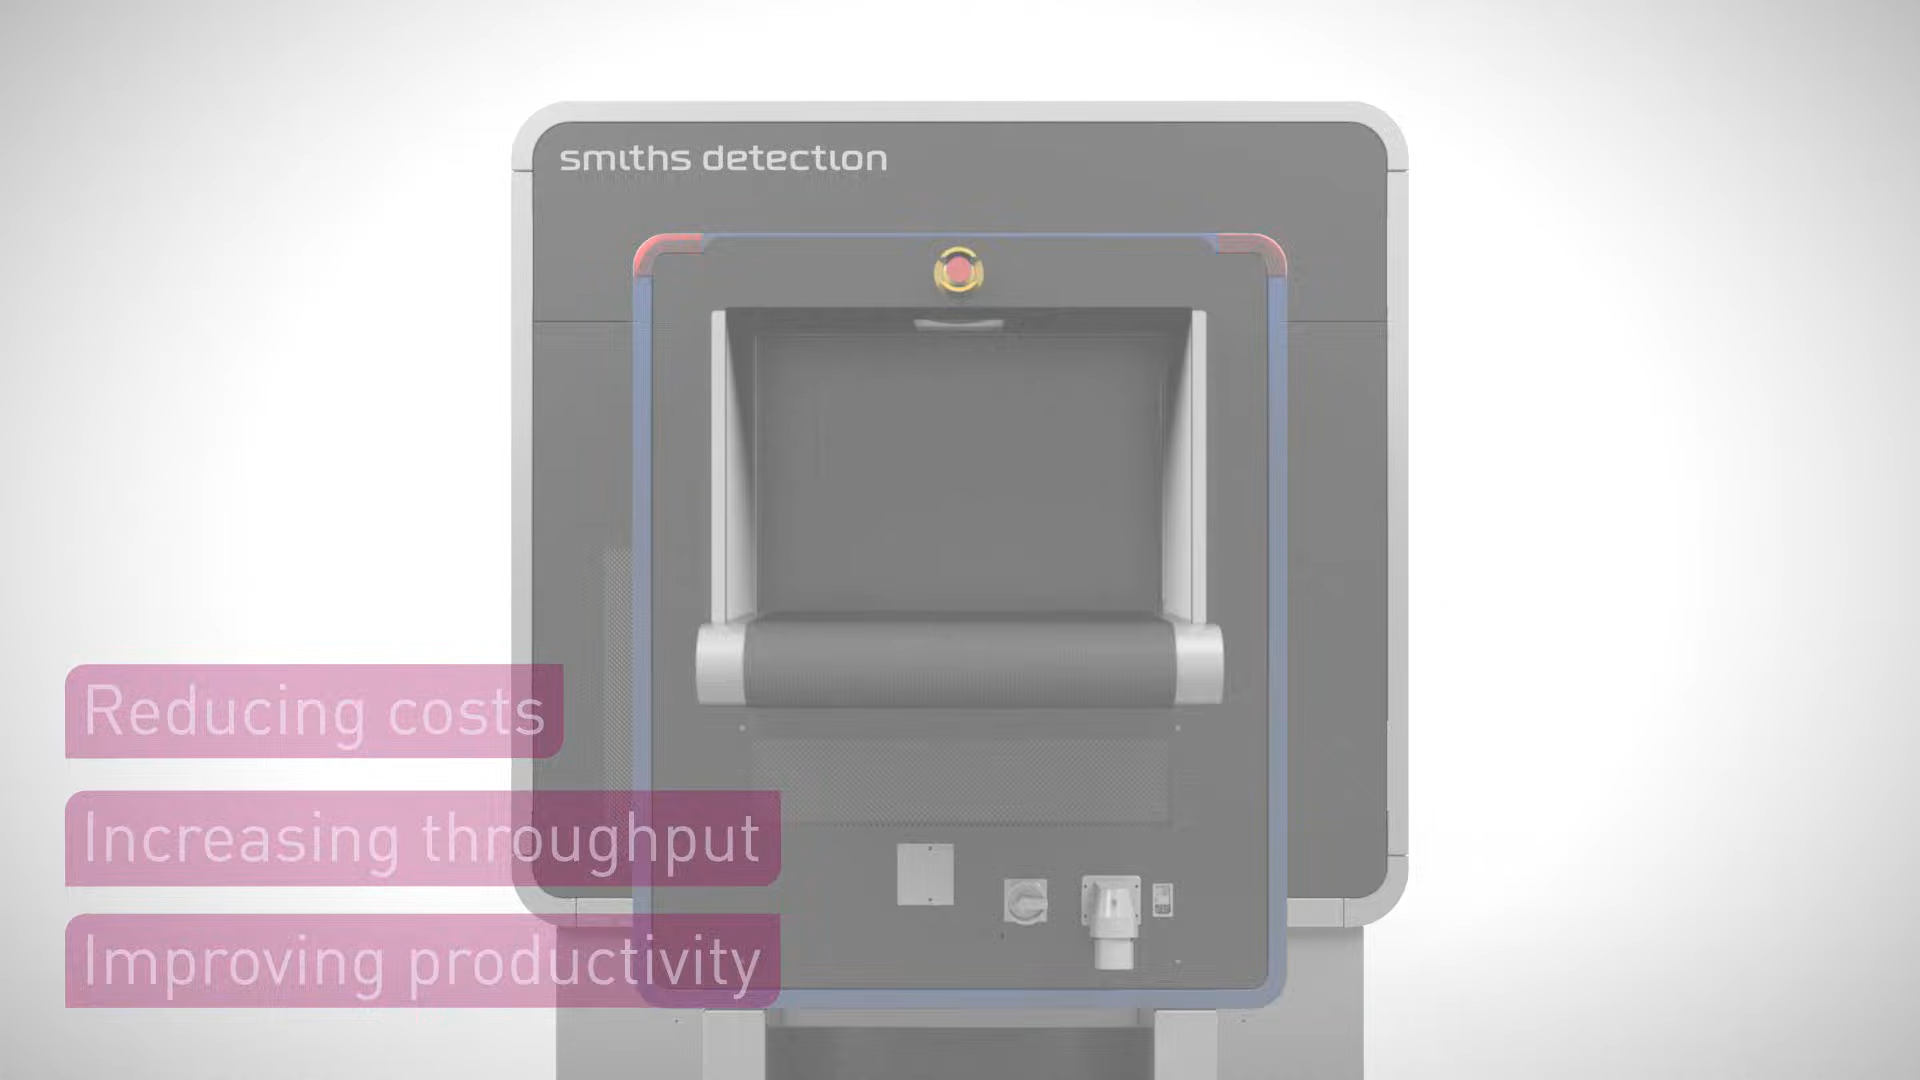 smiths detection
Reducing costs
Increasing throughput
Improving productivity